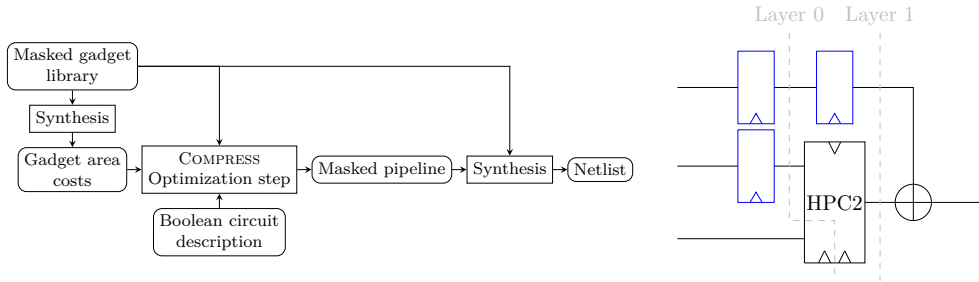 Masked gadget
library
Synthesis
Gadget area
costs
COMPRESS
Optimization step
Boolean circuit
description
Masked pipeline
Synthesis
Netlist
Layer 0
Layer 1
HPC2